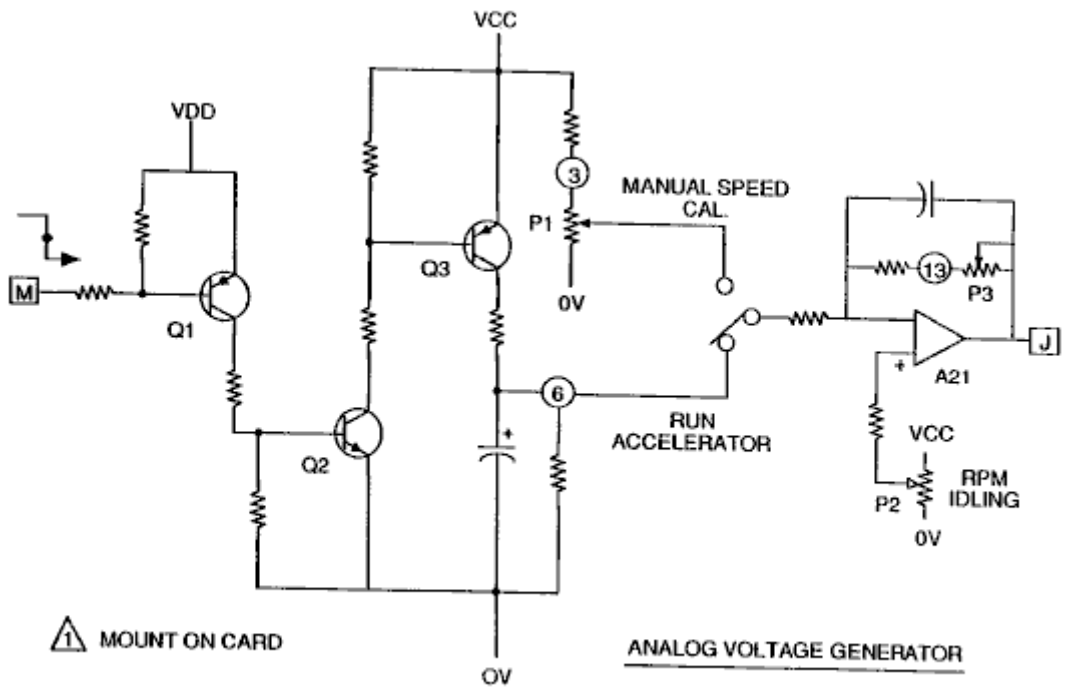 VCC
VDD
3
MANUAL SPEED
CAL.
P1
Q3
13
P3
M
0V
Q1
+
J
A21
6
RUN
ACCELERATOR
+
Q2
VCC
RPM
IDLING
P2
0V
1 MOUNT ON CARD
ANALOG VOLTAGE GENERATOR
OV